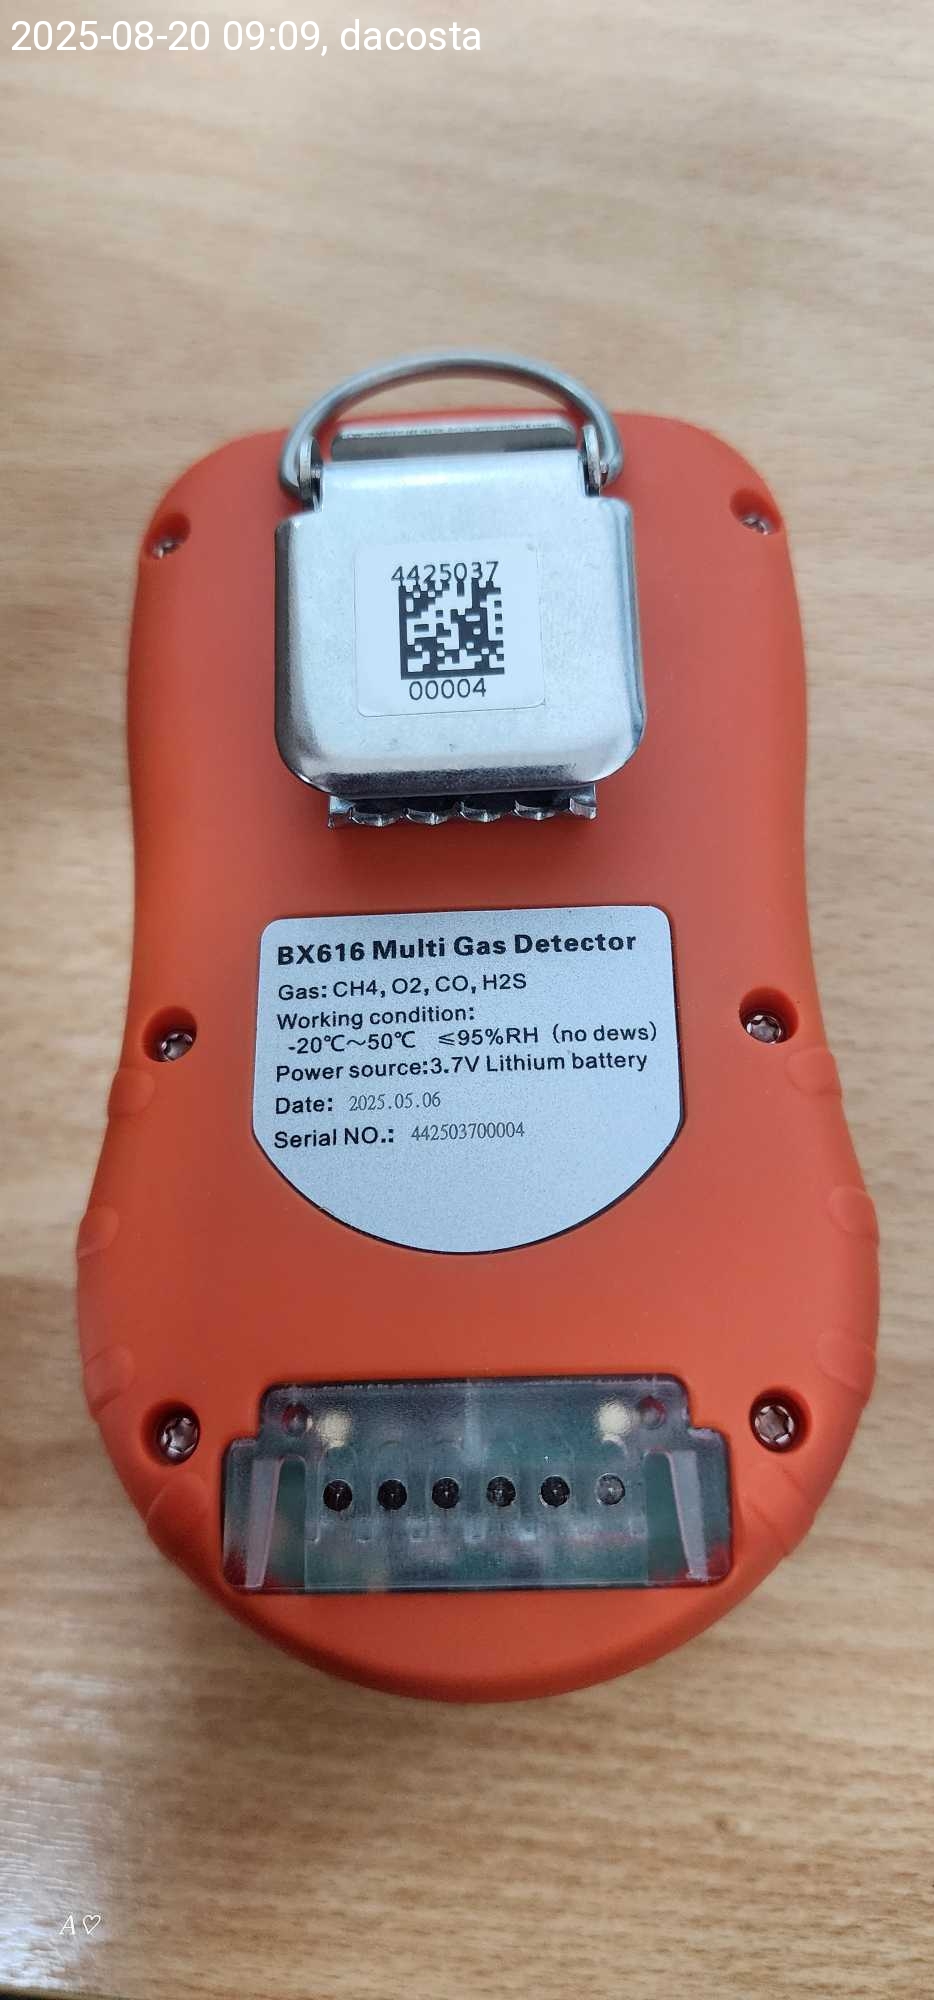 2025-08-20 09:09, dacosta
4425037
00004
BX616 Multi Gas Detector
Gas: CH4, O2, CO, H2S
Working condition:
-20℃～50℃ ≤95%RH (no dews)
Power source:3.7V Lithium battery
Date: 2025.05.06
Serial NO.: 442503700004
A♡